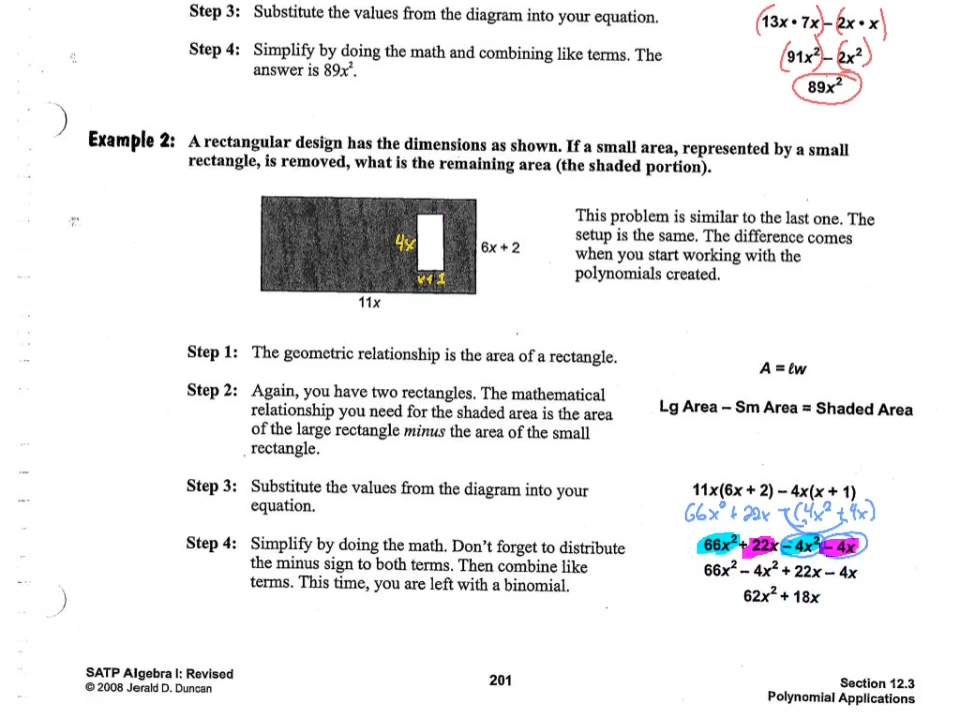 Step 3: Substitute the values from the diagram into your equation.
(13x • 7x) – (2x • x)
Step 4: Simplify by doing the math and combining like terms. The
answer is 89x².
(91x²) – (2x²)
89x²
Example 2: A rectangular design has the dimensions as shown. If a small area, represented by a small
rectangle, is removed, what is the remaining area (the shaded portion).
4x
x+1
6x + 2
11x
This problem is similar to the last one. The
setup is the same. The difference comes
when you start working with the
polynomials created.
Step 1: The geometric relationship is the area of a rectangle.
A = ℓw
Step 2: Again, you have two rectangles. The mathematical
relationship you need for the shaded area is the area
of the large rectangle minus the area of the small
rectangle.
Lg Area – Sm Area = Shaded Area
Step 3: Substitute the values from the diagram into your
equation.
11x(6x + 2) – 4x(x + 1)
66x² + 22x - (4x² + 4x)
Step 4: Simplify by doing the math. Don't forget to distribute
the minus sign to both terms. Then combine like
terms. This time, you are left with a binomial.
66x² + 22x – 4x² – 4x
66x² – 4x² + 22x – 4x
62x² + 18x
SATP Algebra I: Revised
© 2008 Jerald D. Duncan
201
Section 12.3
Polynomial Applications